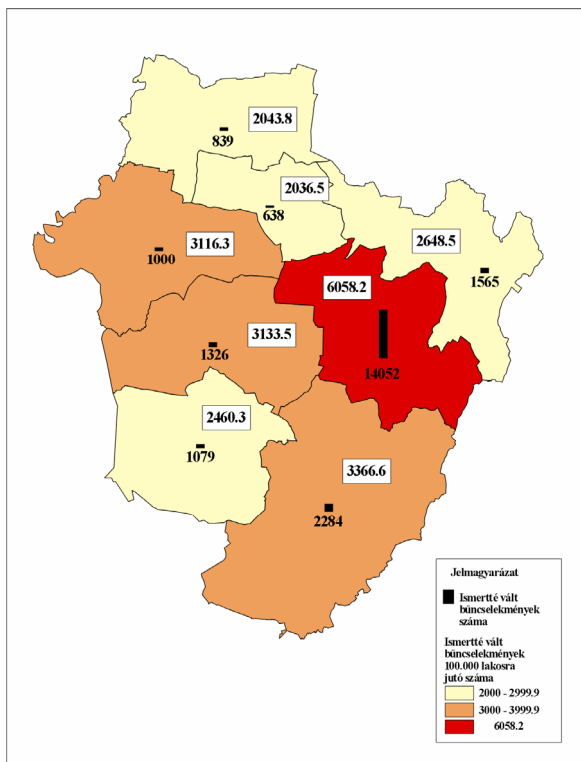 2043.8
839
2036.5
638
3116.3
1000
2648.5
1565
6058.2
14052
3133.5
1326
2460.3
1079
3366.6
2284
Jelmagyarázat
Ismertté vált
bűncselekmények
száma
Ismertté vált
bűncselekmények
100.000 lakosra
jutó száma
2000 - 2999.9
3000 - 3999.9
6058.2